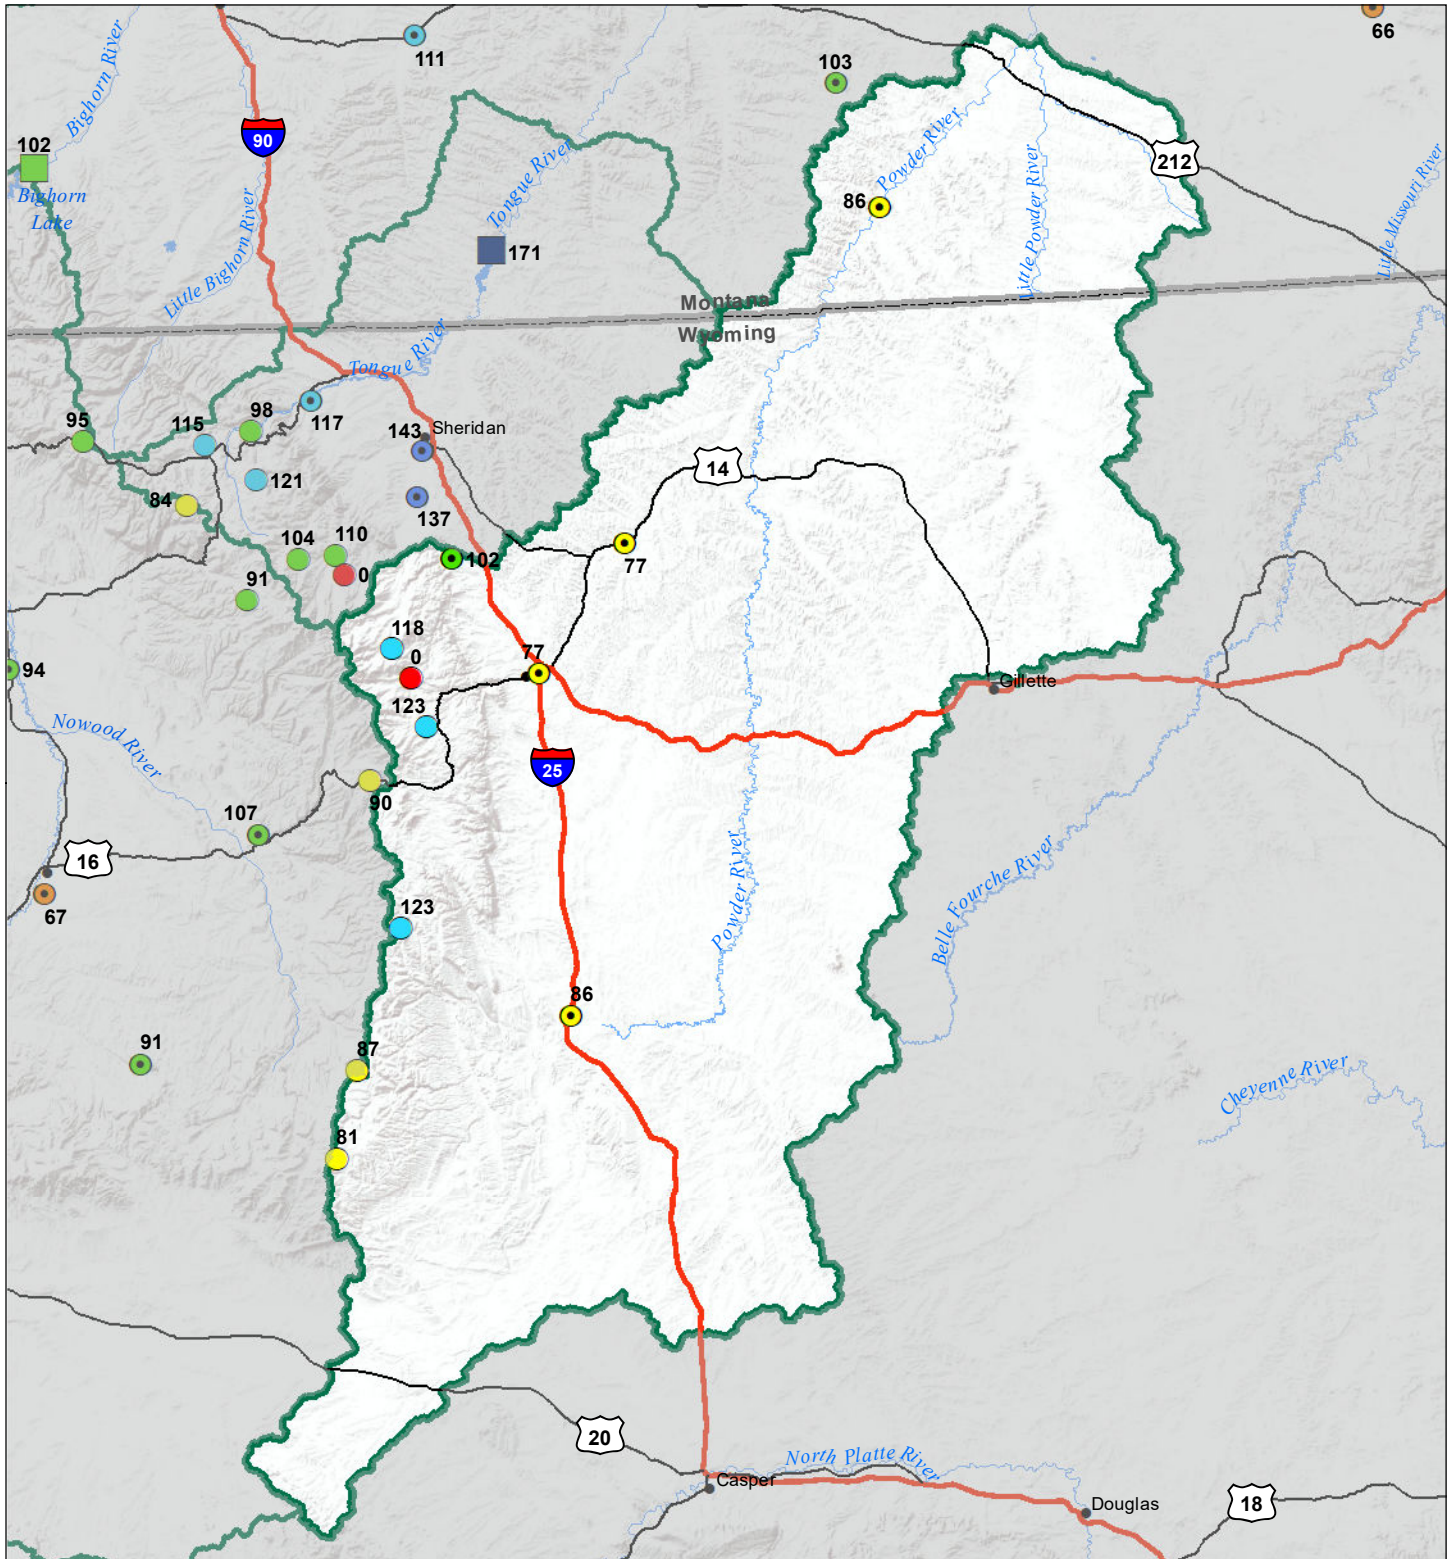 66
111
103
Bighorn River
90
102
212
Bighorn
Lake
Tongue River
Powder River
86
Little Powder River
Little Missouri River
Little Bighorn River
171
Montana
Wyoming
Tongue River
117
98
115
95
143
Sheridan
14
121
84
137
104
110
0
102
77
91
118
0
77
94
Gillette
123
Nowood River
25
90
107
16
Powder River
Belle Fourche River
67
123
86
91
87
Cheyenne River
81
20
North Platte River
Casper
Douglas
18